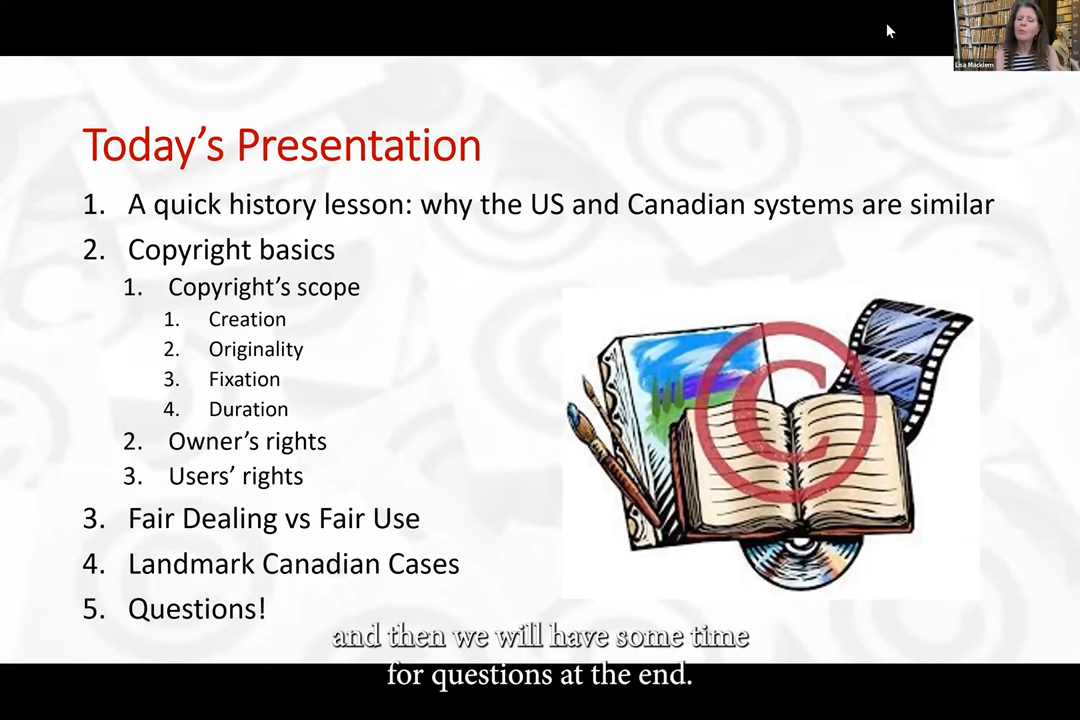 Lisa Macklem
Today's Presentation
1. A quick history lesson: why the US and Canadian systems are similar
2. Copyright basics
1. Copyright's scope
1. Creation
2. Originality
3. Fixation
4. Duration
2. Owner's rights
3. Users' rights
3. Fair Dealing vs Fair Use
4. Landmark Canadian Cases
5. Questions!
C
and then we will have some time
for questions at the end.